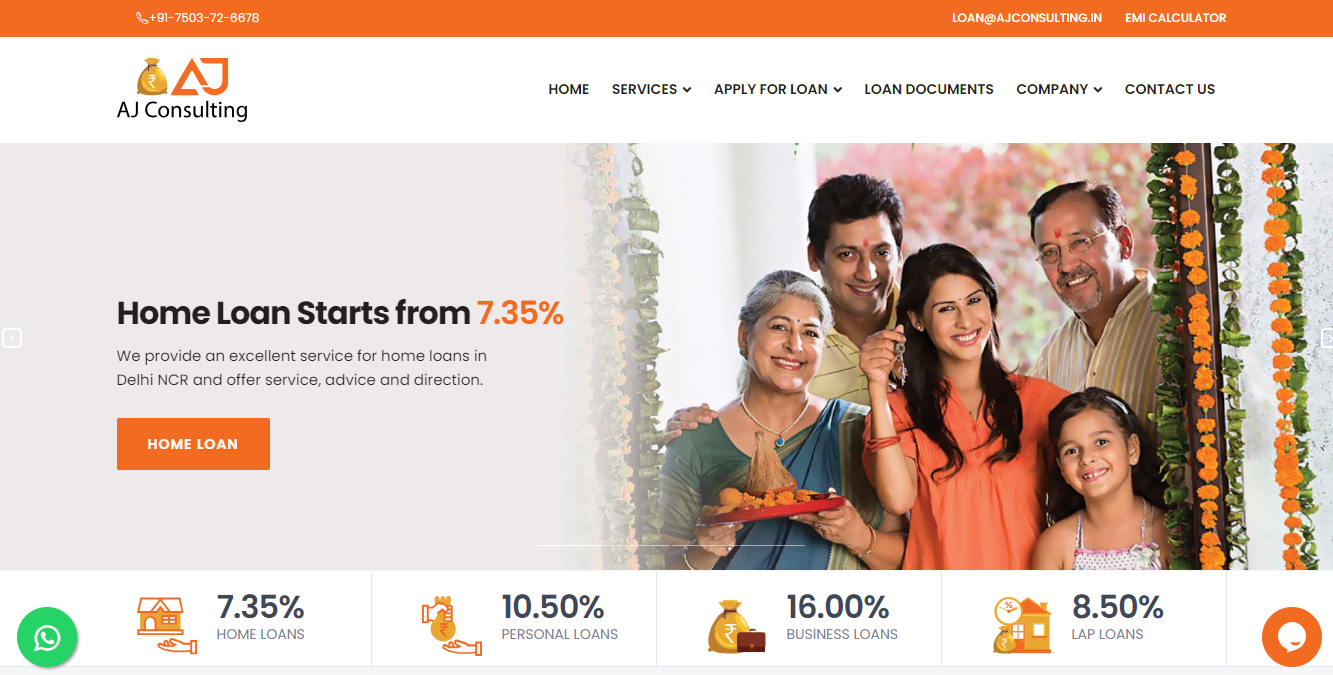 +91-7503-72-6678
LOAN@AJCONSULTING.IN EMI CALCULATOR
₹ AJ
AJ Consulting
HOME SERVICES APPLY FOR LOAN LOAN DOCUMENTS COMPANY CONTACT US
Home Loan Starts from 7.35%
We provide an excellent service for home loans in
Delhi NCR and offer service, advice and direction.
HOME LOAN
7.35%
HOME LOANS
₹
10.50%
PERSONAL LOANS
₹
16.00%
BUSINESS LOANS
%
₹
8.50%
LAP LOANS